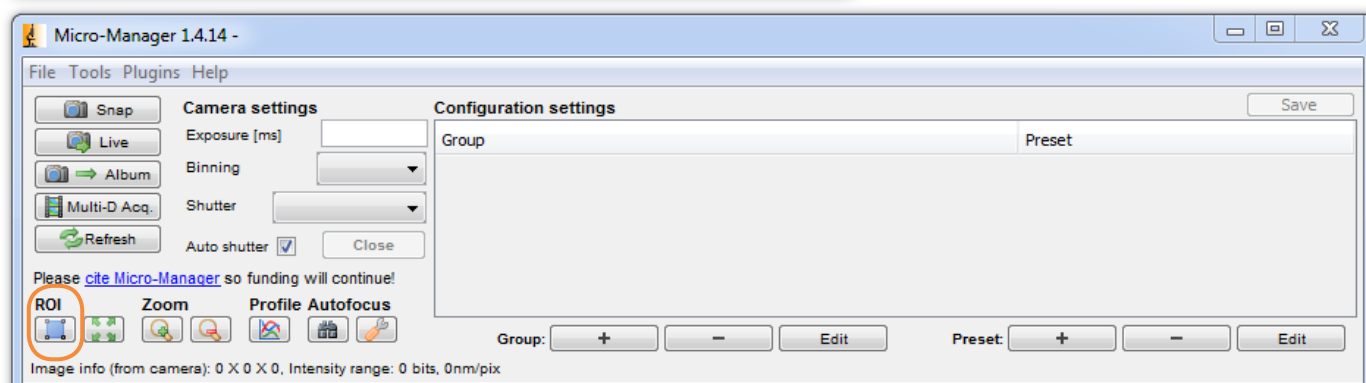 Micro-Manager 1.4.14 -
File Tools Plugins Help
Snap
Camera settings
Configuration settings
Save
Live
Exposure [ms]
Group
Preset
Album
Binning
Multi-D Acq.
Shutter
Refresh
Auto shutter
Close
Please cite Micro-Manager so funding will continue!
ROI Zoom Profile Autofocus
Group: + − Edit Preset: + − Edit
Image info (from camera): 0 X 0 X 0, Intensity range: 0 bits, 0nm/pix